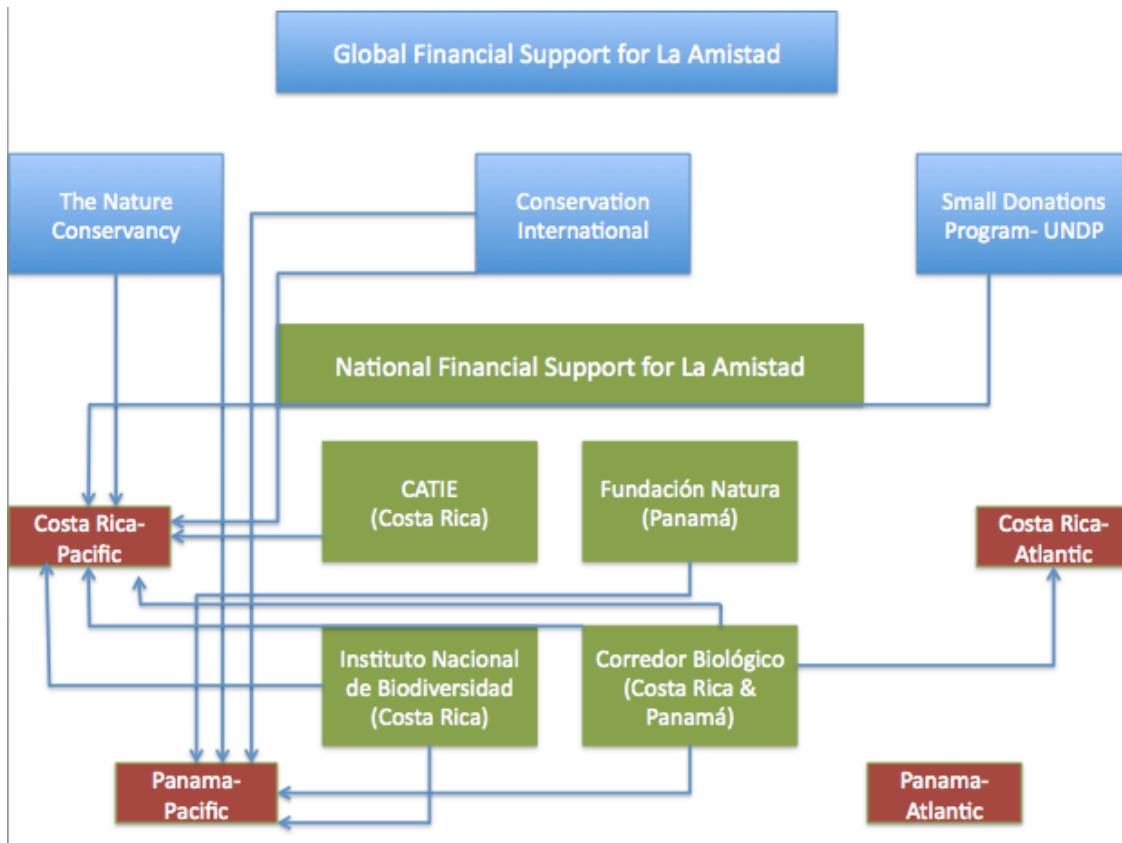 Global Financial Support for La Amistad
The Nature
Conservancy
Conservation
International
Small Donations
Program- UNDP
National Financial Support for La Amistad
CATIE
(Costa Rica)
Fundación Natura
(Panamá)
Costa Rica-
Pacific
Costa Rica-
Atlantic
Instituto Nacional
de Biodiversidad
(Costa Rica)
Corredor Biológico
(Costa Rica &
Panamá)
Panama-
Pacific
Panama-
Atlantic